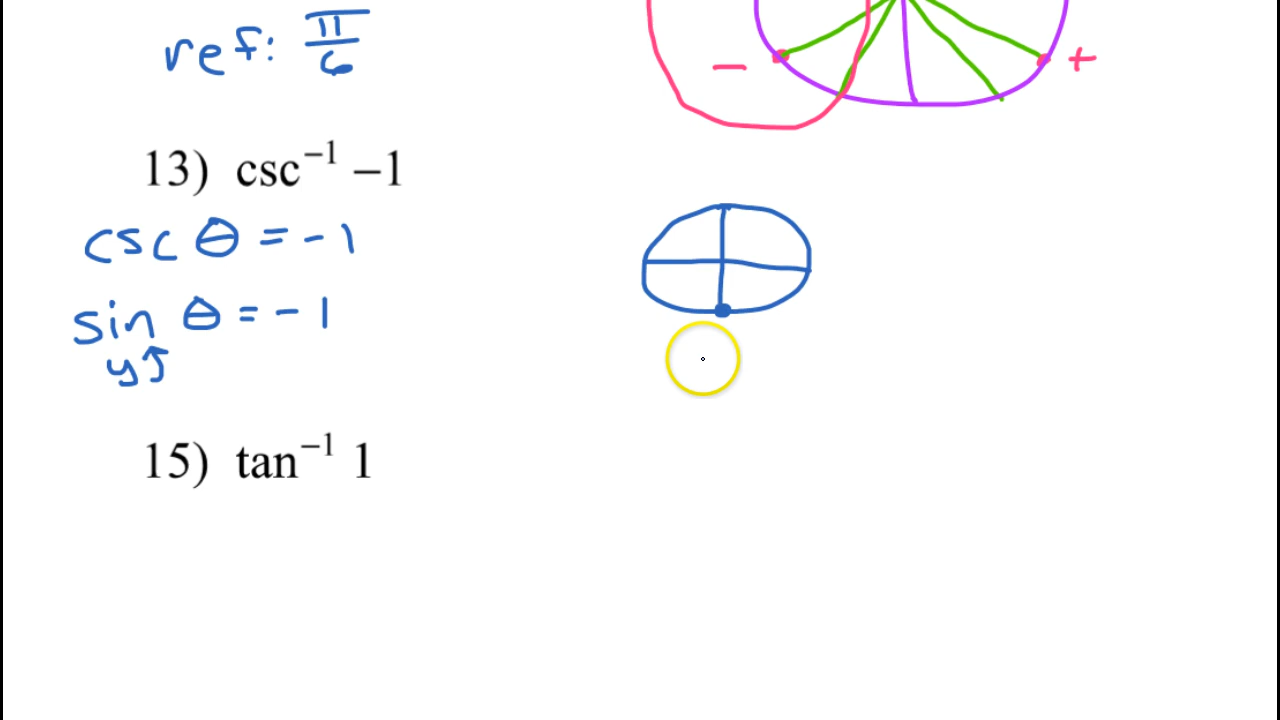 ref: π/6
− +
13) csc⁻¹ −1
csc θ = -1
sin θ = -1
y↑
15) tan⁻¹ 1